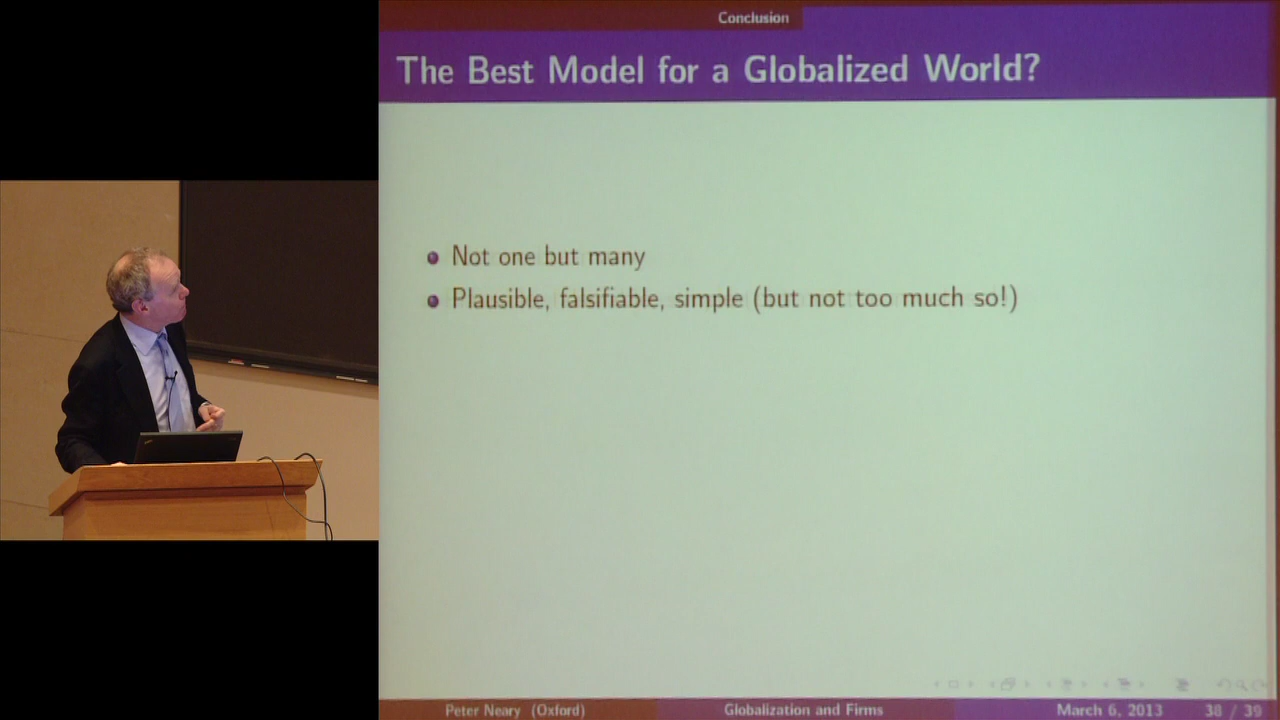 Conclusion
The Best Model for a Globalized World?
Not one but many
Plausible, falsifiable, simple (but not too much so!)
Peter Neary (Oxford) Globalization and Firms March 6, 2013 38 / 39